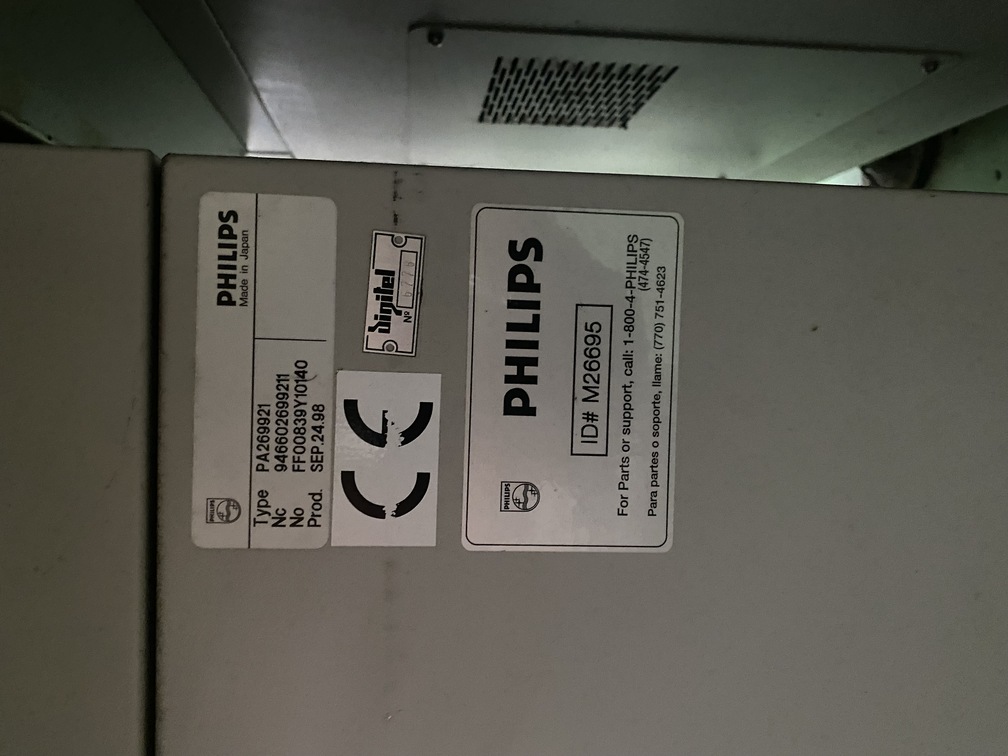 PHILIPS
PHILIPS
Made in Japan
Type PA269921
Nc 946602699211
No FF00839Y10140
Prod. SEP.24.98
Digitel
Nº
CE
PHILIPS
PHILIPS
ID# M26695
For Parts or support, call: 1-800-4-PHILIPS
(474-4547)
Para partes o soporte, llame: (770) 751-4623